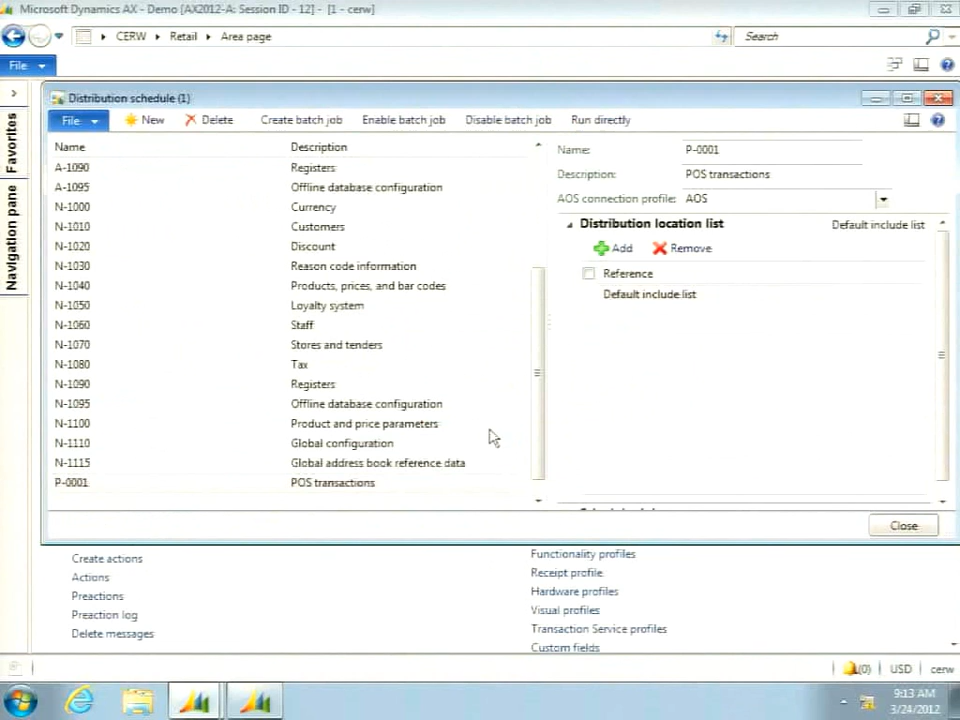 Microsoft Dynamics AX - Demo [AX2012-A: Session ID - 12] - [1 - cerw]
CERW Retail Area page
Search
File
Distribution schedule (1)
File New Delete Create batch job Enable batch job Disable batch job Run directly
Favorites
Navigation pane
Name Description
A-1090 Registers
A-1095 Offline database configuration
N-1000 Currency
N-1010 Customers
N-1020 Discount
N-1030 Reason code information
N-1040 Products, prices, and bar codes
N-1050 Loyalty system
N-1060 Staff
N-1070 Stores and tenders
N-1080 Tax
N-1090 Registers
N-1095 Offline database configuration
N-1100 Product and price parameters
N-1110 Global configuration
N-1115 Global address book reference data
P-0001 POS transactions
Name: P-0001
Description: POS transactions
AOS connection profile: AOS
Distribution location list Default include list
Add Remove
Reference
Default include list
Close
Create actions
Actions
Preactions
Preaction log
Delete messages
Functionality profiles
Receipt profile
Hardware profiles
Visual profiles
Transaction Service profiles
Custom fields
(0) USD cerw
9:13 AM
3/24/2012